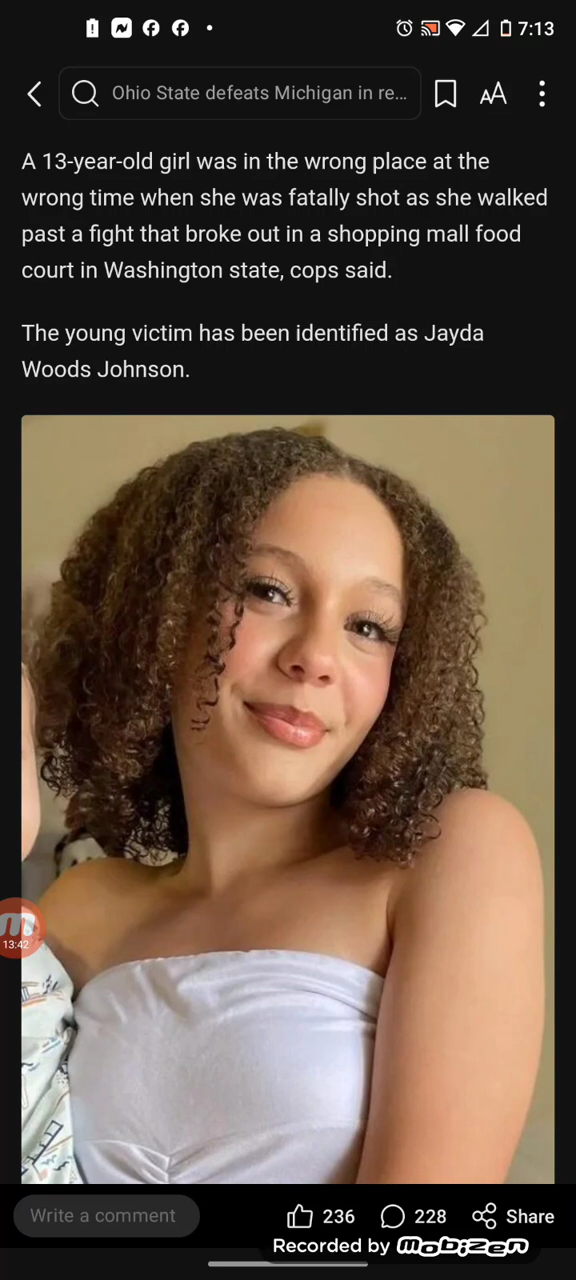 7:13
Ohio State defeats Michigan in re...
AA
A 13-year-old girl was in the wrong place at the
wrong time when she was fatally shot as she walked
past a fight that broke out in a shopping mall food
court in Washington state, cops said.
The young victim has been identified as Jayda
Woods Johnson.
13:42
Write a comment
236
228
Share
Recorded by mobizen